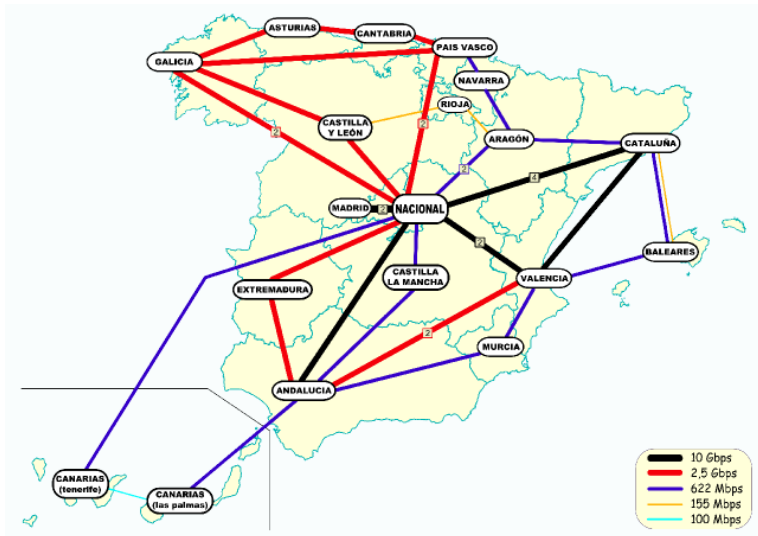 ASTURIAS
CANTABRIA
PAIS VASCO
GALICIA
NAVARRA
RIOJA
CASTILLA
Y LEÓN
2
2
ARAGÓN
CATALUÑA
2
4
MADRID
2
NACIONAL
2
BALEARES
CASTILLA
LA MANCHA
VALENCIA
EXTREMADURA
2
MURCIA
ANDALUCIA
CANARIAS
(tenerife)
CANARIAS
(las palmas)
10 Gbps
2,5 Gbps
622 Mbps
155 Mbps
100 Mbps